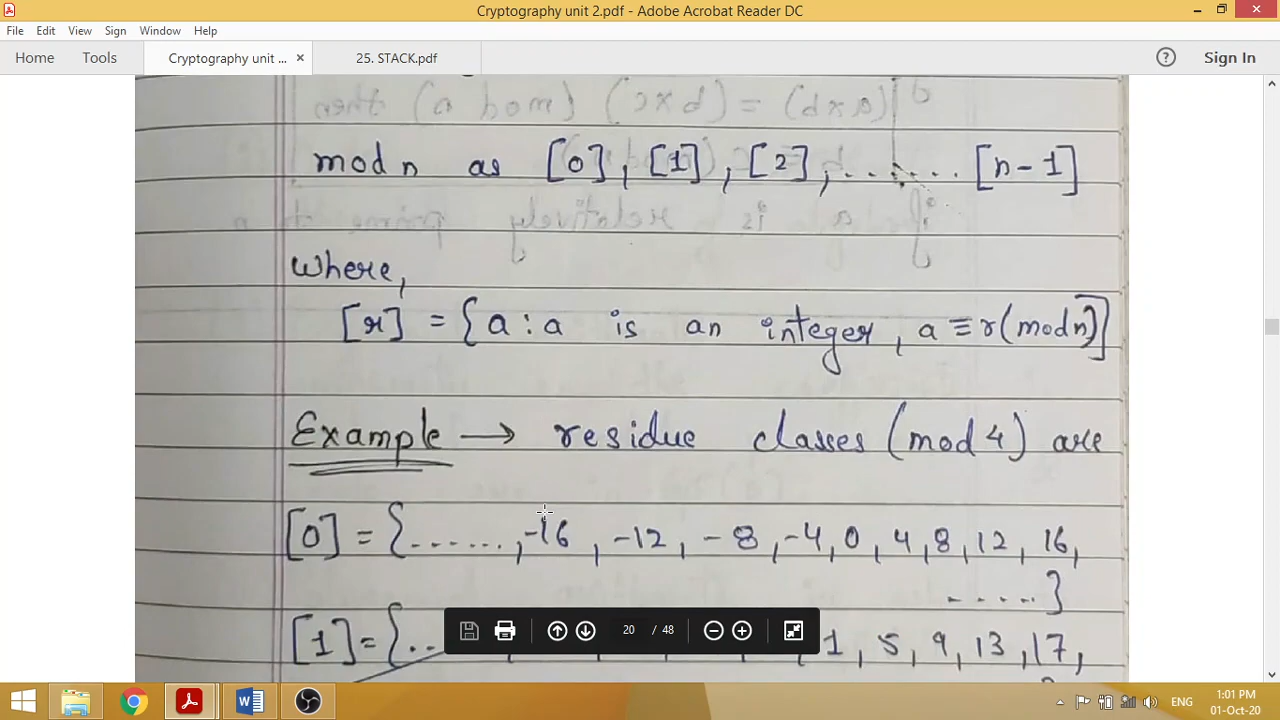 Cryptography unit 2.pdf - Adobe Acrobat Reader DC
File Edit View Sign Window Help
Home Tools Cryptography unit ... × 25. STACK.pdf ? Sign In
mod n as [0], [1], [2], ....... [n-1]
Where,
[r] = {a : a is an integer, a ≡ r(mod n)}
Example → residue classes (mod 4) are
[0] = {......, -16, -12, -8, -4, 0, 4, 8, 12, 16,
.....}
[1] = {.. 1, 5, 9, 13, 17,
20 / 48
ENG 1:01 PM
01-Oct-20